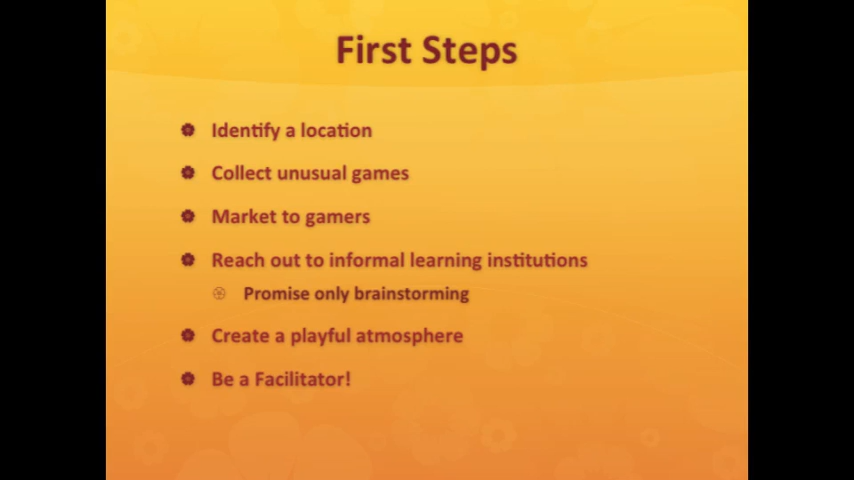 First Steps
Identify a location
Collect unusual games
Market to gamers
Reach out to informal learning institutions
Promise only brainstorming
Create a playful atmosphere
Be a Facilitator!